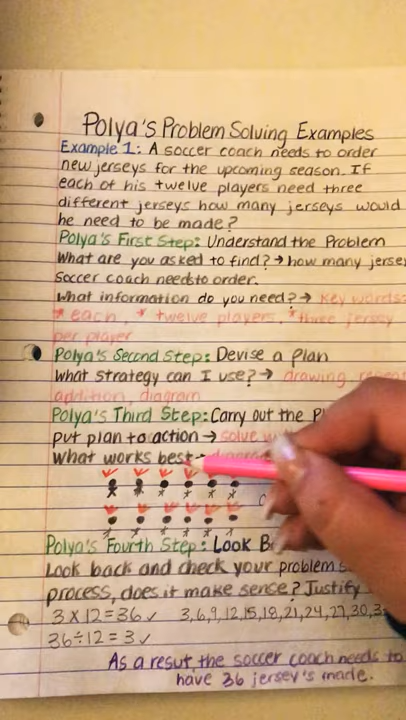 Polya's Problem Solving Examples
Example 1: A soccer coach needs to order
new jerseys for the upcoming season. If
each of his twelve players need three
different jerseys how many jerseys would
he need to be made?
Polya's First Step: Understand the Problem
What are you asked to find? → how many jerse
soccer coach needs to order.
What information do you need? → Key words:
* each, * twelve players, * three jersey
per player
Polya's Second Step: Devise a Plan
What strategy can I use? → drawing, repea
addition, diagram
Polya's Third Step: Carry out the Pl
put plan to action → solve
What works best →
Polya's Fourth Step: Look B
Look back and check your problem s
process, does it make sense? Justify
3 x 12 = 36 ✓ 3,6,9,12,15,18,21,24,27,30,3
36 ÷ 12 = 3 ✓
As a resut, the soccer coach needs to
have 36 jersey's made.